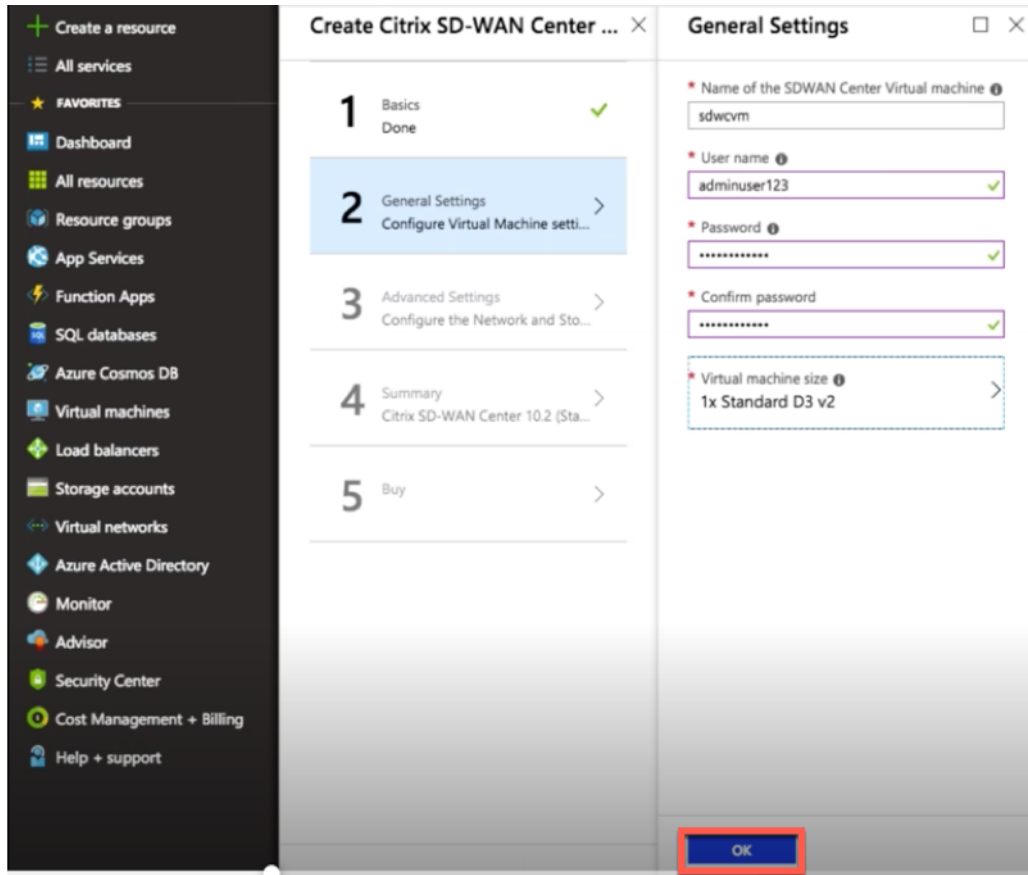 Create a resource
All services
FAVORITES
Dashboard
All resources
Resource groups
App Services
Function Apps
SQL databases
Azure Cosmos DB
Virtual machines
Load balancers
Storage accounts
Virtual networks
Azure Active Directory
Monitor
Advisor
Security Center
Cost Management + Billing
Help + support
Create Citrix SD-WAN Center ...
1
Basics
Done
2
General Settings
Configure Virtual Machine setti...
3
Advanced Settings
Configure the Network and Sto...
4
Summary
Citrix SD-WAN Center 10.2 (Sta...
5
Buy
General Settings
* Name of the SDWAN Center Virtual machine
sdwcvm
* User name
adminuser123
* Password
••••••••••••
* Confirm password
••••••••••••
* Virtual machine size
1x Standard D3 v2
OK